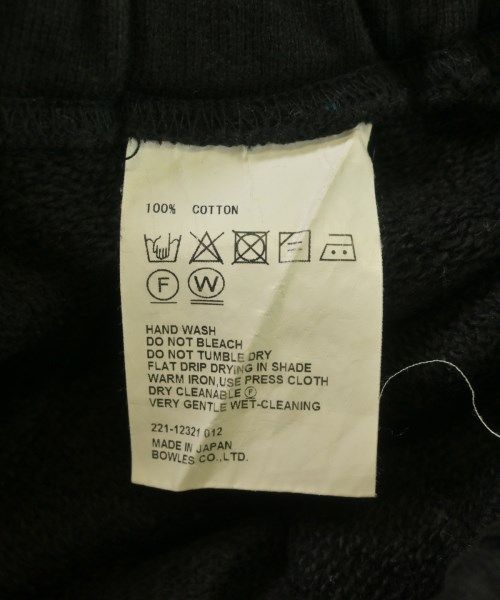 100% COTTON
F W
HAND WASH
DO NOT BLEACH
DO NOT TUMBLE DRY
FLAT DRIP DRYING IN SHADE
WARM IRON,USE PRESS CLOTH
DRY CLEANABLE Ⓕ
VERY GENTLE WET-CLEANING
221-12321 012
MADE IN JAPAN
BOWLES CO.,LTD.